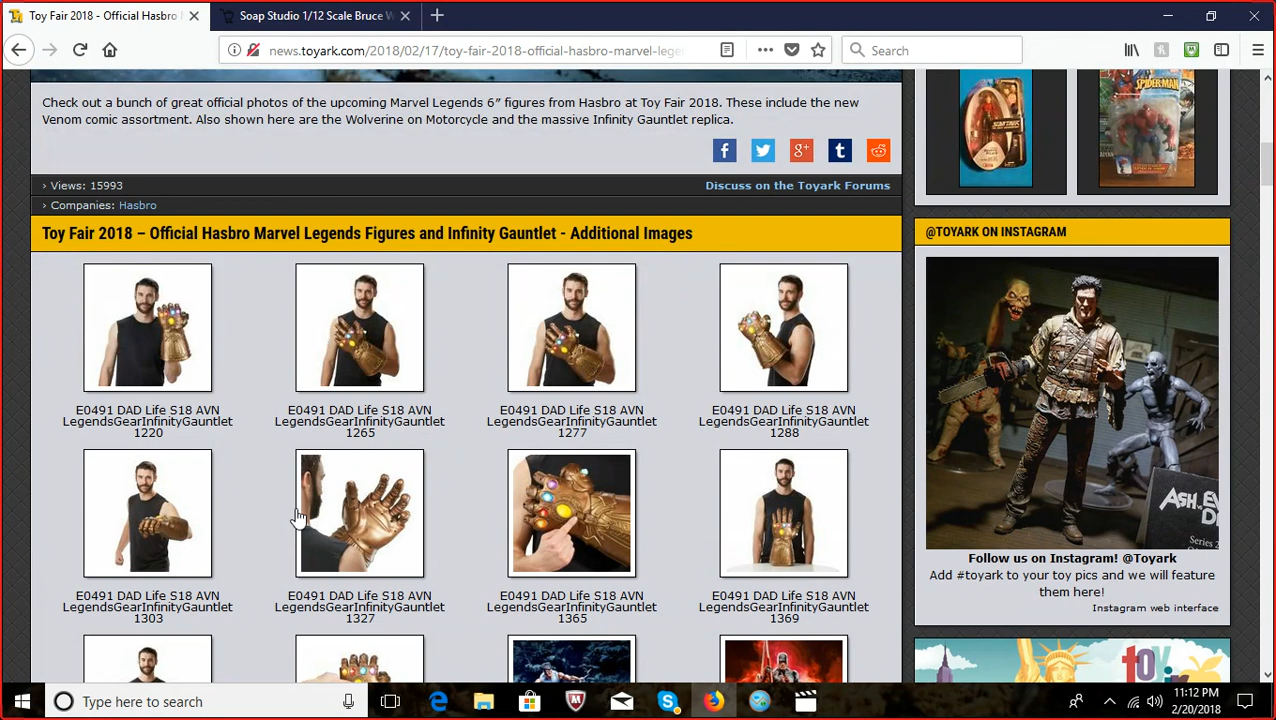 Toy Fair 2018 - Official Hasbro
Soap Studio 1/12 Scale Bruce W
news.toyark.com/2018/02/17/toy-fair-2018-official-hasbro-marvel-lege
Search
Check out a bunch of great official photos of the upcoming Marvel Legends 6″ figures from Hasbro at Toy Fair 2018. These include the new
Venom comic assortment. Also shown here are the Wolverine on Motorcycle and the massive Infinity Gauntlet replica.
› Views: 15993
Discuss on the Toyark Forums
› Companies: Hasbro
Toy Fair 2018 – Official Hasbro Marvel Legends Figures and Infinity Gauntlet - Additional Images
E0491 DAD Life S18 AVN
LegendsGearInfinityGauntlet
1220
E0491 DAD Life S18 AVN
LegendsGearInfinityGauntlet
1265
E0491 DAD Life S18 AVN
LegendsGearInfinityGauntlet
1277
E0491 DAD Life S18 AVN
LegendsGearInfinityGauntlet
1288
E0491 DAD Life S18 AVN
LegendsGearInfinityGauntlet
1303
E0491 DAD Life S18 AVN
LegendsGearInfinityGauntlet
1327
E0491 DAD Life S18 AVN
LegendsGearInfinityGauntlet
1365
E0491 DAD Life S18 AVN
LegendsGearInfinityGauntlet
1369
SPIDER-MAN
@TOYARK ON INSTAGRAM
ASH
Series 2
Follow us on Instagram! @Toyark
Add #toyark to your toy pics and we will feature
them here!
Instagram web interface
toy
Type here to search
11:12 PM
2/20/2018